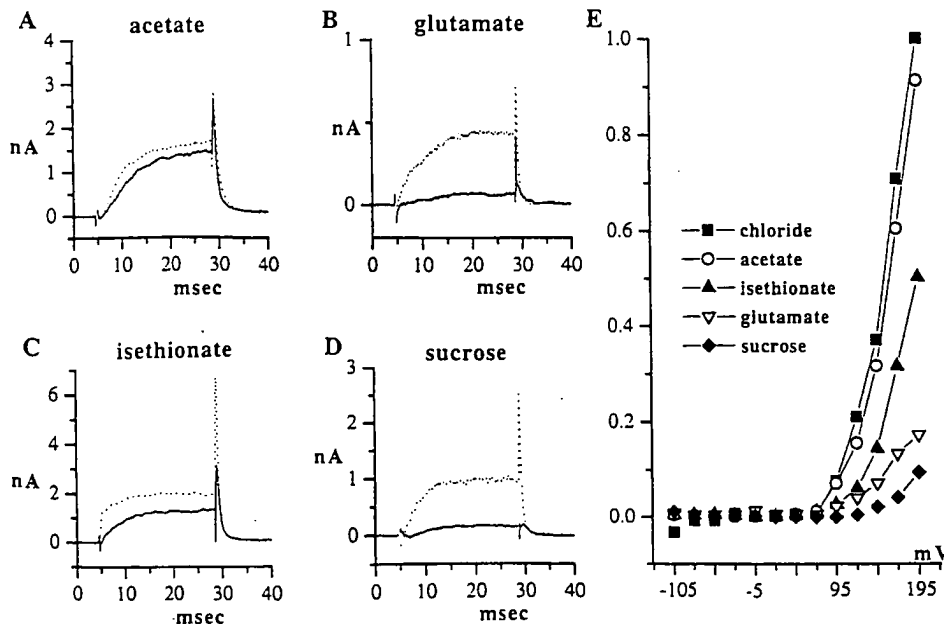 A
acetate
4
3
2
1
0
nA
0
10
20
30
40
msec
B
glutamate
1
nA
0
0
10
20
30
40
msec
C
isethionate
6
4
2
0
nA
0
10
20
30
40
msec
D
sucrose
3
2
1
0
nA
0
10
20
30
40
msec
E
1.0
0.8
0.6
0.4
0.2
0.0
chloride
acetate
isethionate
glutamate
sucrose
mV
-105
-5
95
195